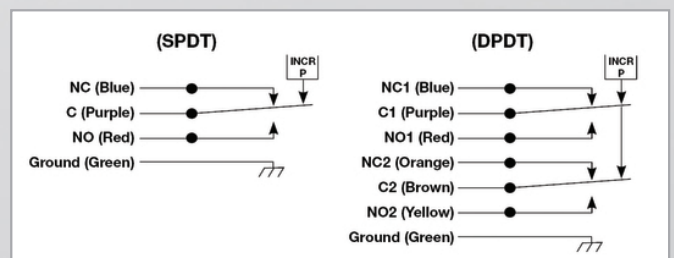 (SPDT)
INCR
P
NC (Blue)
C (Purple)
NO (Red)
Ground (Green)
(DPDT)
INCR
P
NC1 (Blue)
C1 (Purple)
NO1 (Red)
NC2 (Orange)
C2 (Brown)
NO2 (Yellow)
Ground (Green)